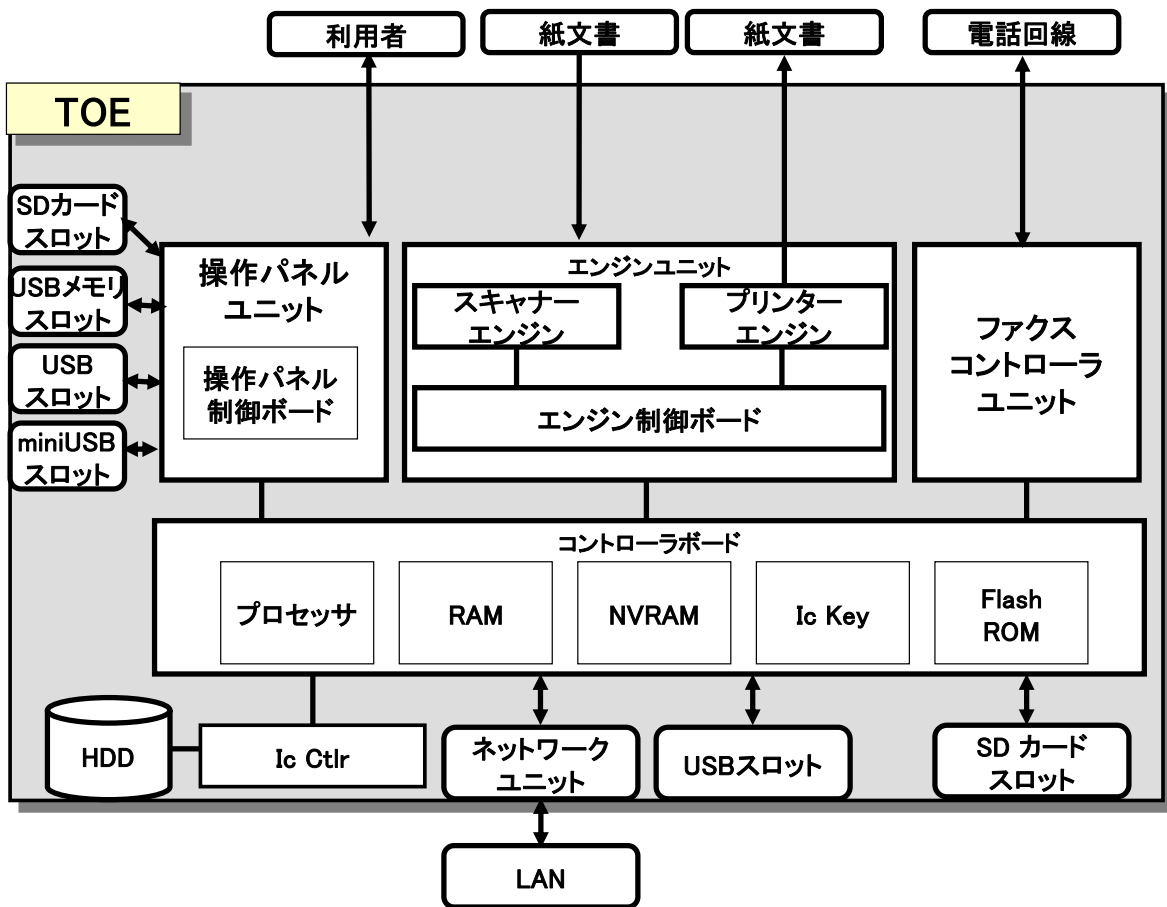 利用者
紙文書
紙文書
電話回線
TOE
SDカード
スロット
USBメモリ
スロット
USB
スロット
miniUSB
スロット
操作パネル
ユニット
操作パネル
制御ボード
エンジンユニット
スキャナー
エンジン
プリンター
エンジン
エンジン制御ボード
ファクス
コントローラ
ユニット
コントローラボード
プロセッサ
RAM
NVRAM
Ic Key
Flash
ROM
HDD
Ic Ctlr
ネットワーク
ユニット
USBスロット
SD カード
スロット
LAN